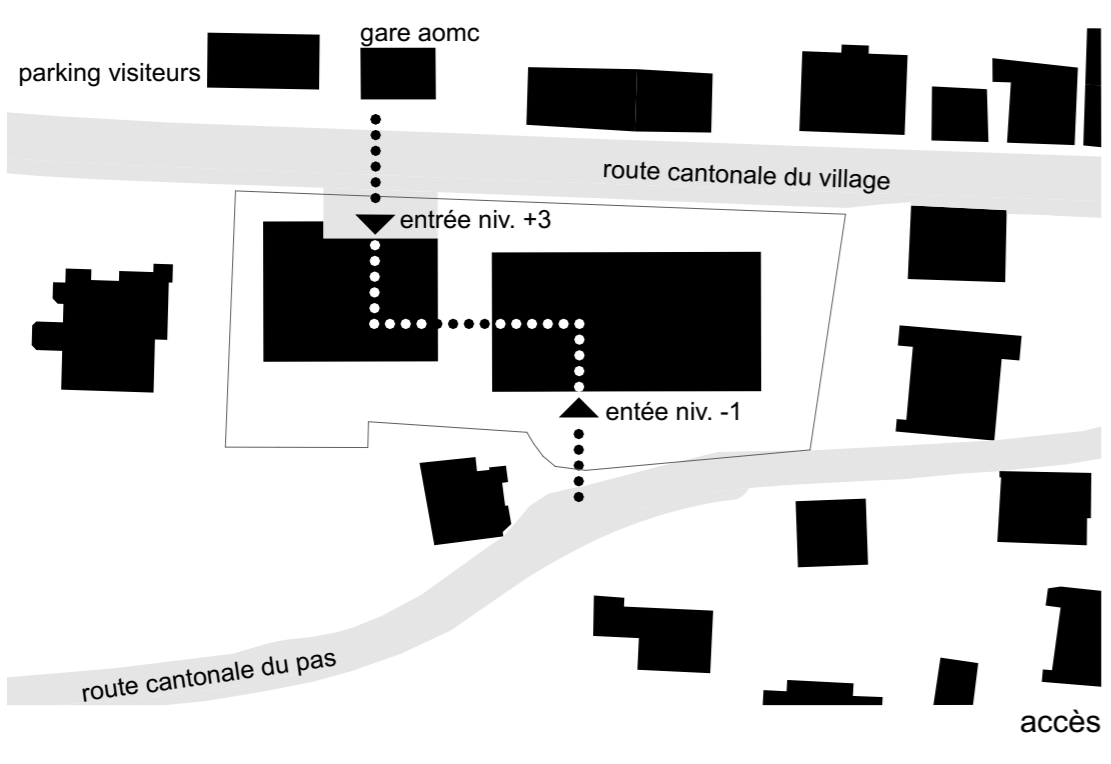 gare aomc
parking visiteurs
route cantonale du village
entrée niv. +3
entée niv. -1
route cantonale du pas
accès